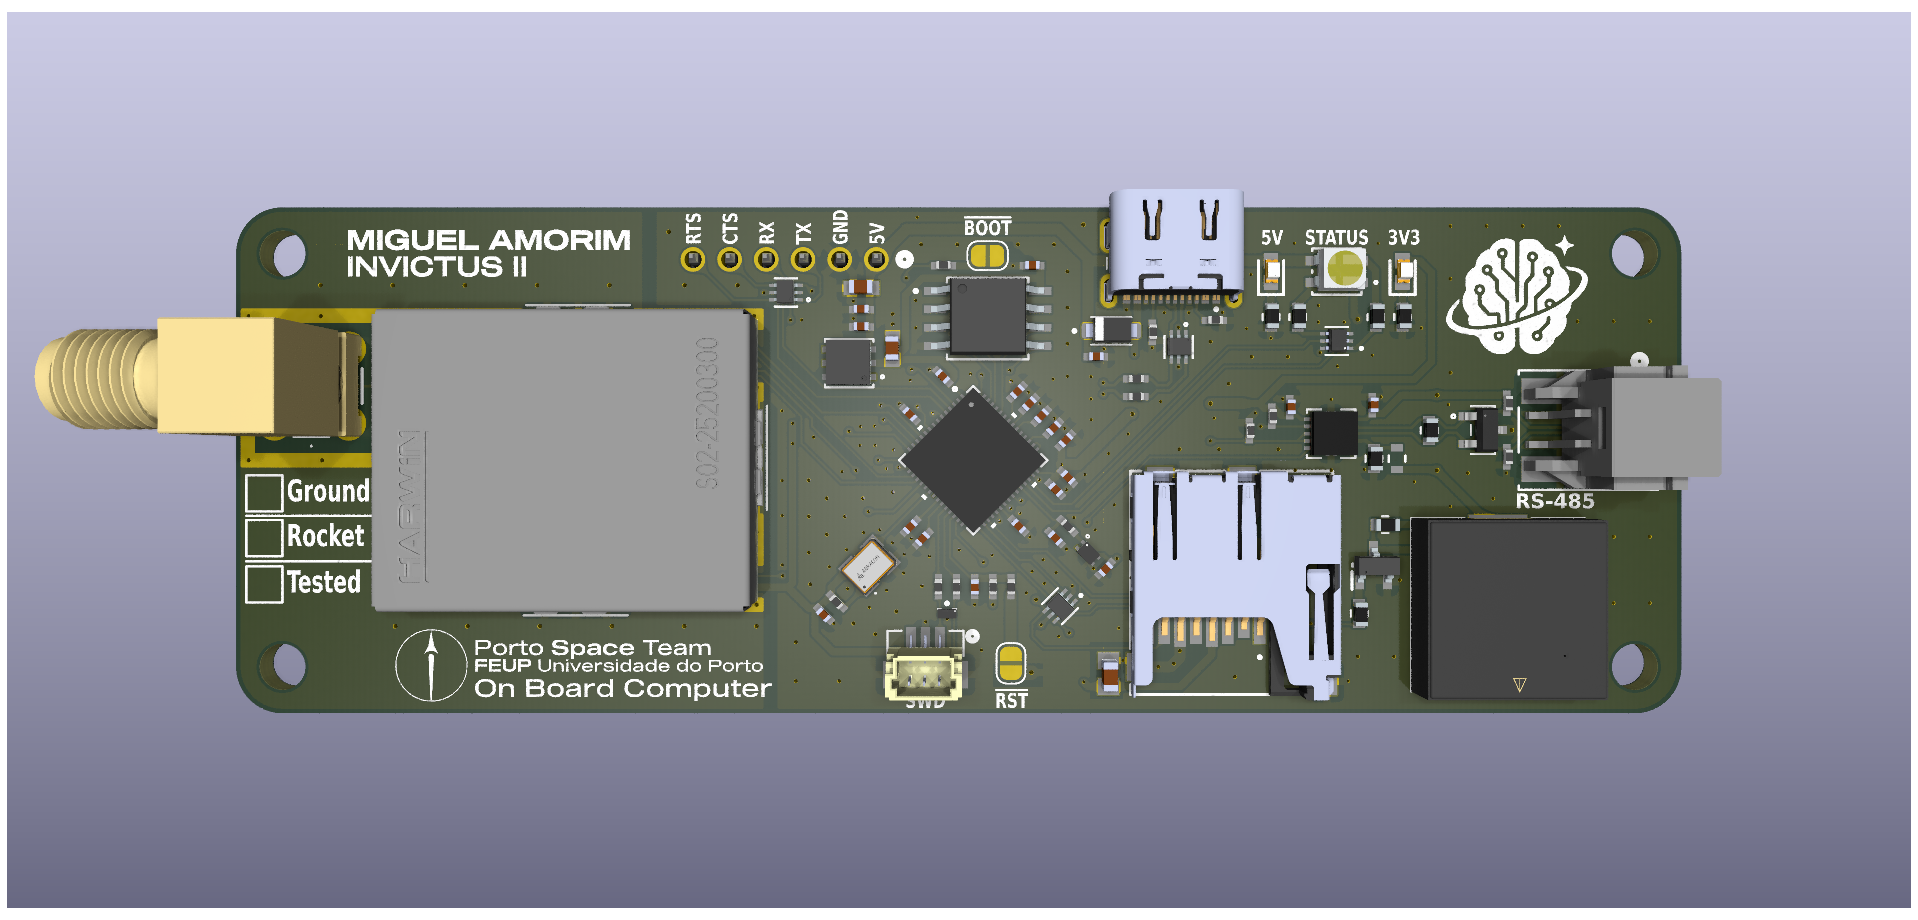 MIGUEL AMORIM
INVICTUS II
RTS
CTS
RX
TX
GND
5V
BOOT
5V
STATUS
3V3
HARWIN
S02-25200300
Ground
Rocket
Tested
RS-485
Porto Space Team
FEUP Universidade do Porto
On Board Computer
SWD
RST